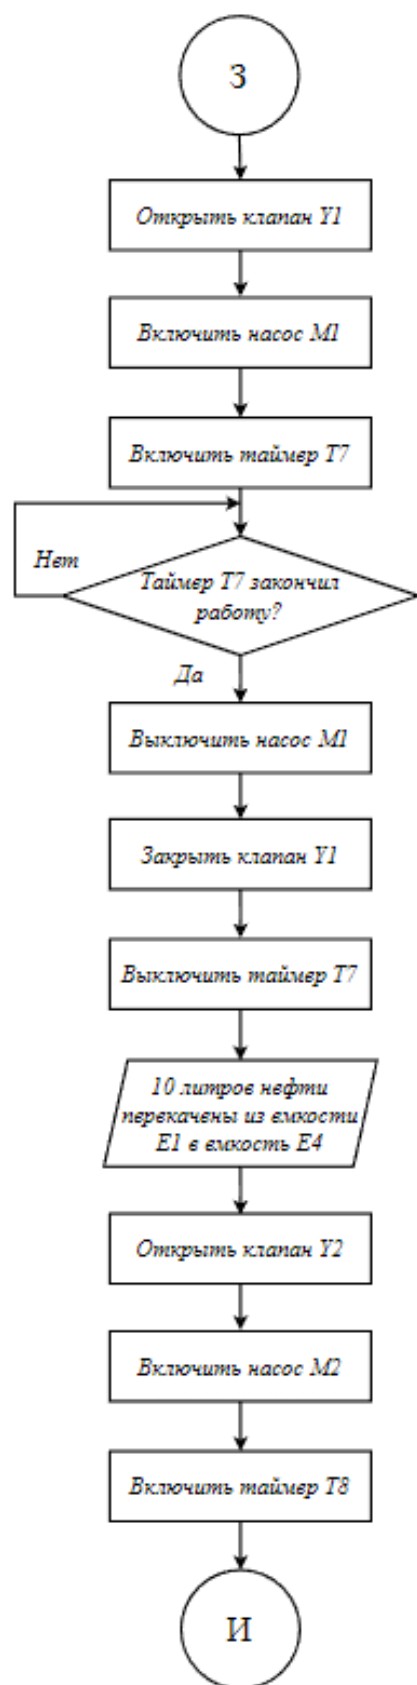 З
Открыть клапан Y1
Включить насос M1
Включить таймер T7
Нет
Таймер T7 закончил
работу?
Да
Выключить насос M1
Закрыть клапан Y1
Выключить таймер T7
10 литров нефти
перекачены из емкости
E1 в емкость E4
Открыть клапан Y2
Включить насос M2
Включить таймер T8
И